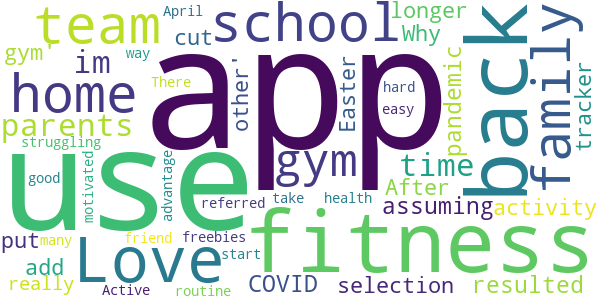 April
longer
team
school
back
family
cut
Why
gym'
way
im
other'
Easter
pandemic
tracker
There
app
hard
home
easy
parents
struggling
gym
time
use
motivated
advantage
After
good
referred
take
health
assuming
activity
put
many
Love
friend
freebies
fitness
add
start
really
Active
routine
COVID
selection
resulted